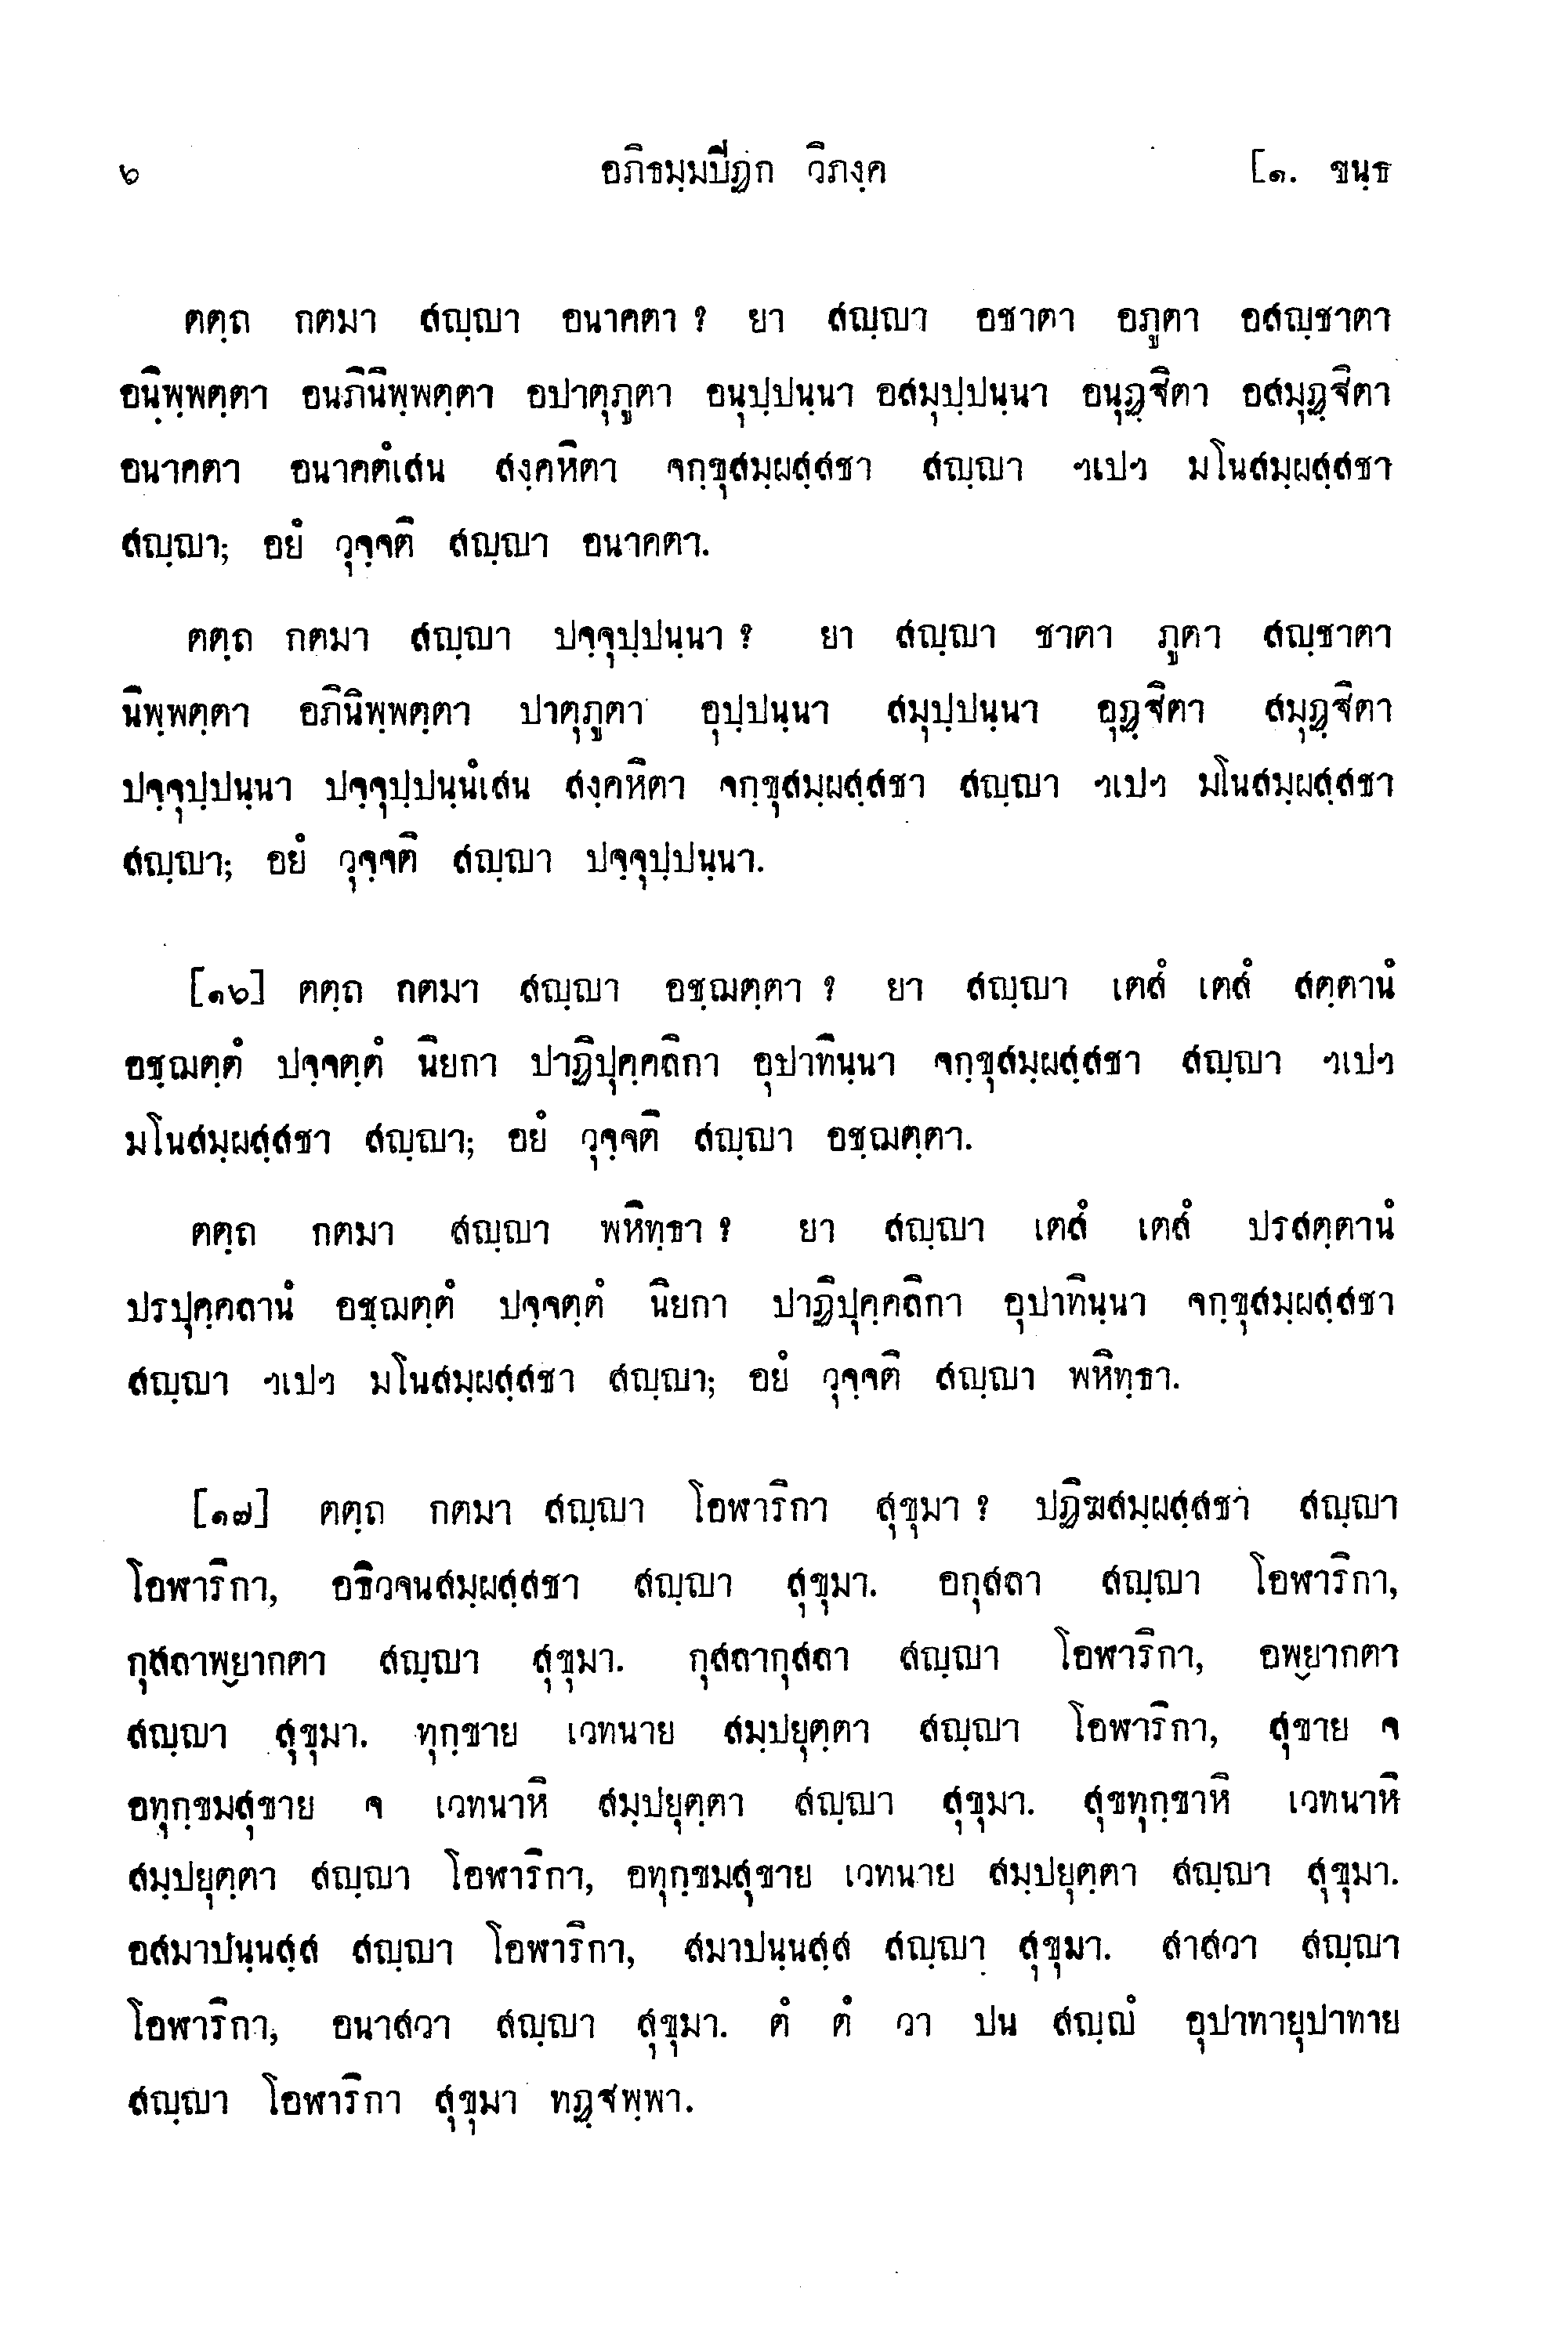 ๖ อภิธมฺมปิฏก วิภงฺค [๑. ขนฺธ
ตตฺถ กตมา สญฺญา อนาคตา ? ยา สญฺญา อชาตา อภูตา อสญฺชาตา
อนิพฺพตฺตา อนภินิพฺพตฺตา อปาตุภูตา อนุปฺปนฺนา อสมุปฺปนฺนา อนุฏฺฐิตา อสมุฏฺฐิตา
อนาคตา อนาคตํเสน สงฺคหิตา จกฺขุสมฺผสฺสชา สญฺญา ฯเปฯ มโนสมฺผสฺสชา
สญฺญา; อยํ วุจฺจติ สญฺญา อนาคตา.
ตตฺถ กตมา สญฺญา ปจฺจุปฺปนฺนา ? ยา สญฺญา ชาตา ภูตา สญฺชาตา
นิพฺพตฺตา อภินิพฺพตฺตา ปาตุภูตา อุปฺปนฺนา สมุปฺปนฺนา อุฏฺฐิตา สมุฏฺฐิตา
ปจฺจุปฺปนฺนา ปจฺจุปฺปนฺนํเสน สงฺคหิตา จกฺขุสมฺผสฺสชา สญฺญา ฯเปฯ มโนสมฺผสฺสชา
สญฺญา; อยํ วุจฺจติ สญฺญา ปจฺจุปฺปนฺนา.
[๑๖] ตตฺถ กตมา สญฺญา อชฺฌตฺตา ? ยา สญฺญา เตสํ เตสํ สตฺตานํ
อชฺฌตฺตํ ปจฺจตฺตํ นิยกา ปาฏิปุคฺคลิกา อุปาทินฺนา จกฺขุสมฺผสฺสชา สญฺญา ฯเปฯ
มโนสมฺผสฺสชา สญฺญา; อยํ วุจฺจติ สญฺญา อชฺฌตฺตา.
ตตฺถ กตมา สญฺญา พหิทฺธา ? ยา สญฺญา เตสํ เตสํ ปรสตฺตานํ
ปรปุคฺคลานํ อชฺฌตฺตํ ปจฺจตฺตํ นิยกา ปาฏิปุคฺคลิกา อุปาทินฺนา จกฺขุสมฺผสฺสชา
สญฺญา ฯเปฯ มโนสมฺผสฺสชา สญฺญา; อยํ วุจฺจติ สญฺญา พหิทฺธา.
[๑๗] ตตฺถ กตมา สญฺญา โอฬาริกา สุขุมา ? ปฏิฆสมฺผสฺสชา สญฺญา
โอฬาริกา, อธิวจนสมฺผสฺสชา สญฺญา สุขุมา. อกุสลา สญฺญา โอฬาริกา,
กุสลาพฺยากตา สญฺญา สุขุมา. กุสลากุสลา สญฺญา โอฬาริกา, อพฺยากตา
สญฺญา สุขุมา. ทุกฺขาย เวทนาย สมฺปยุตฺตา สญฺญา โอฬาริกา, สุขาย จ
อทุกฺขมสุขาย จ เวทนาหิ สมฺปยุตฺตา สญฺญา สุขุมา. สุขทุกฺขาหิ เวทนาหิ
สมฺปยุตฺตา สญฺญา โอฬาริกา, อทุกฺขมสุขาย เวทนาย สมฺปยุตฺตา สญฺญา สุขุมา.
อสมาปนฺนสฺส สญฺญา โอฬาริกา, สมาปนฺนสฺส สญฺญา สุขุมา. สาสวา สญฺญา
โอฬาริกา, อนาสวา สญฺญา สุขุมา. ตํ ตํ วา ปน สญฺญํ อุปาทายุปาทาย
สญฺญา โอฬาริกา สุขุมา ทฏฺฐพฺพา.